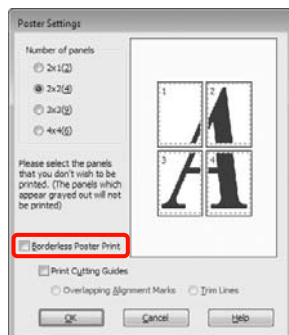 Poster Settings
Number of panels
2x1(2)
2x2(4)
3x3(9)
4x4(6)
1 2
3 4
Please select the panels
that you don't wish to be
printed. (The panels which
appear grayed out will not
be printed)
Borderless Poster Print
Print Cutting Guides
Overlapping Alignment Marks Trim Lines
OK Cancel Help